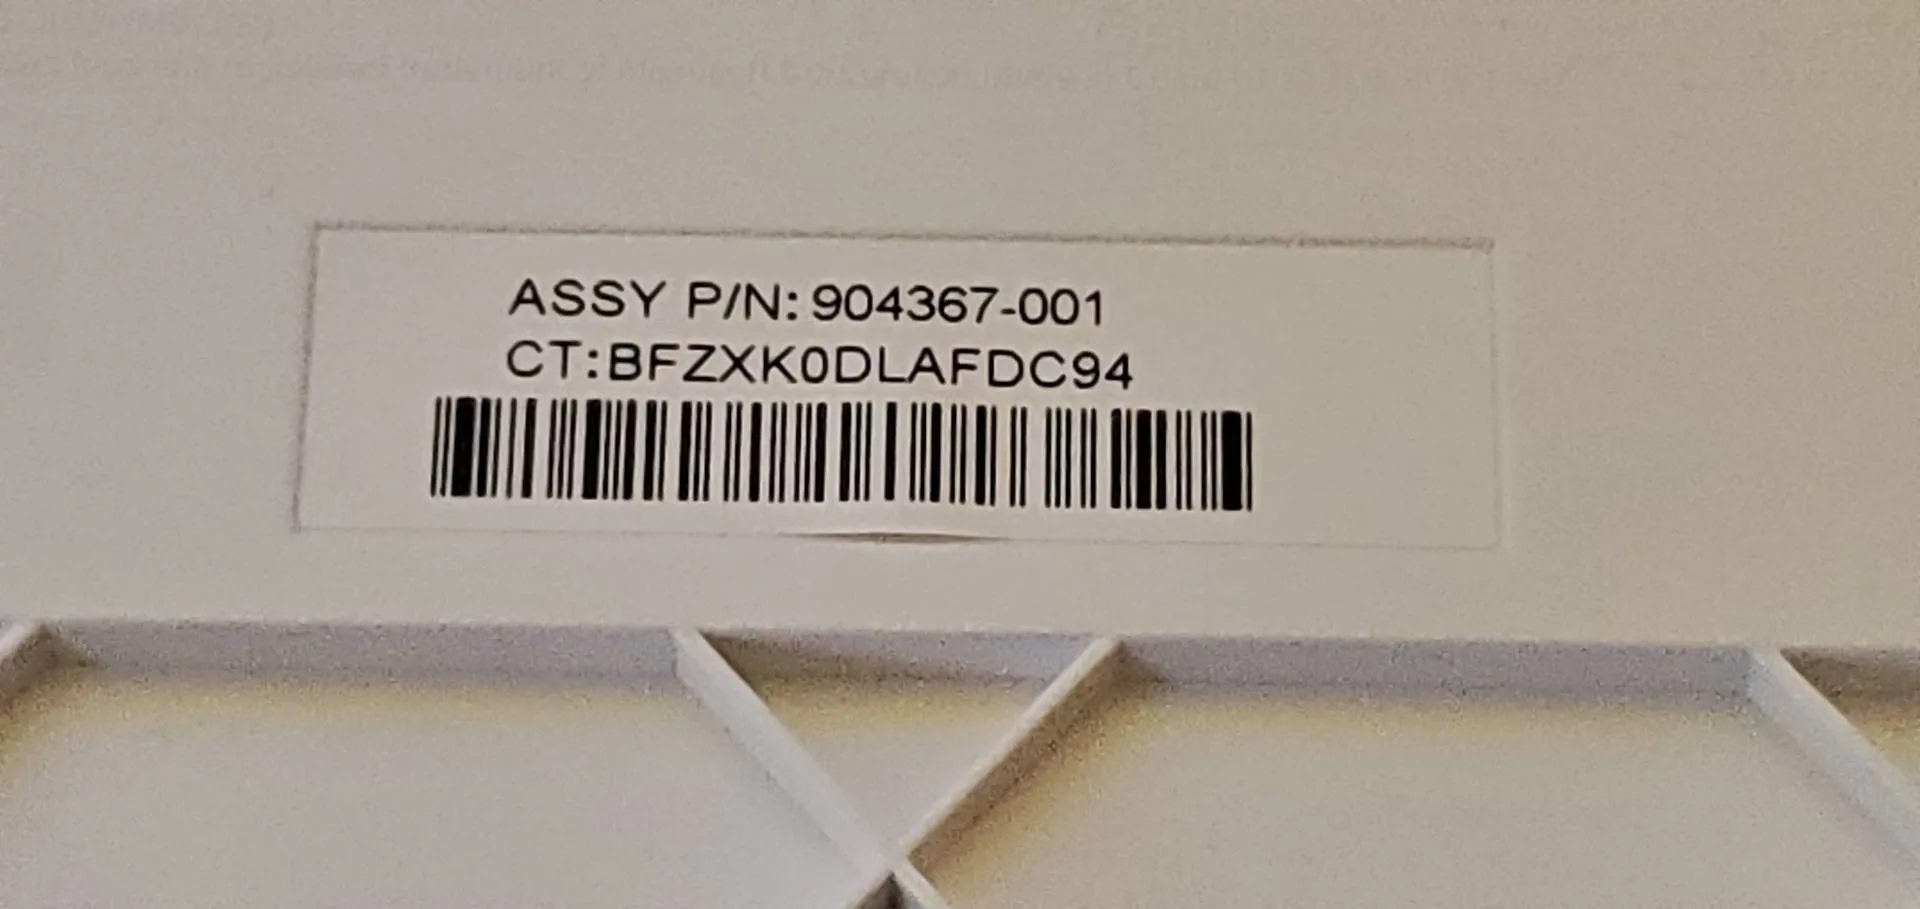 ASSY P/N: 904367-001
CT:BFZXK0DLAFDC94